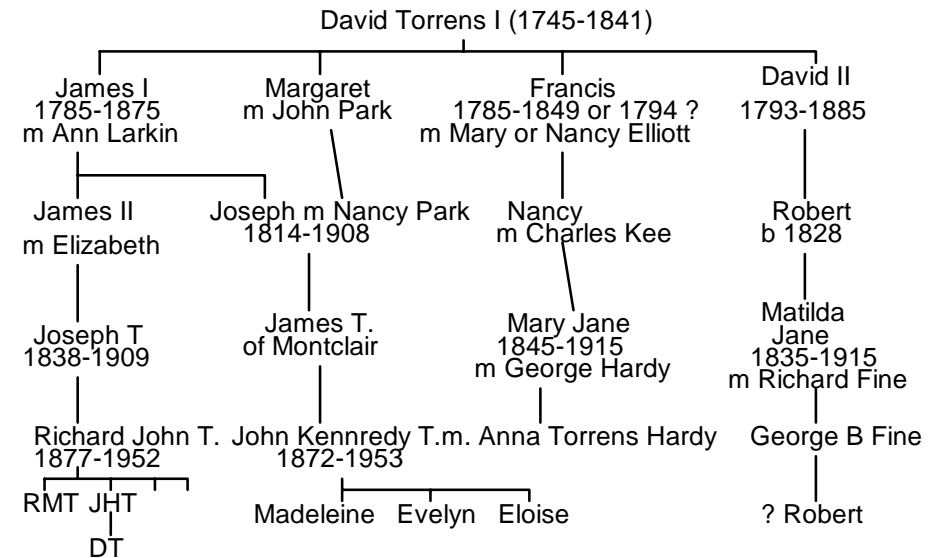 David Torrens I (1745-1841)
James I
1785-1875
m Ann Larkin
Margaret
m John Park
Francis
1785-1849 or 1794 ?
m Mary or Nancy Elliott
David II
1793-1885
James II
m Elizabeth
Joseph m Nancy Park
1814-1908
Nancy
m Charles Kee
Robert
b 1828
Joseph T
1838-1909
James T.
of Montclair
Mary Jane
1845-1915
m George Hardy
Matilda
Jane
1835-1915
m Richard Fine
Richard John T.
1877-1952
John Kennredy T.m. Anna Torrens Hardy
1872-1953
George B Fine
RMT JHT
Madeleine Evelyn Eloise
? Robert
DT